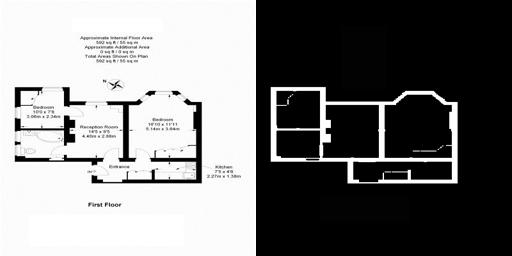 Approximate Internal Floor Area
592 sq ft / 55 sq m
Approximate Additional Area
0 sq ft / 0 sq m
Total Areas Shown On Plan
592 sq ft / 55 sq m
N
Bedroom
10'0 x 7'8
3.06m x 2.34m
Reception Room
14'5 x 9'5
4.40m x 2.88m
Bedroom
16'10 x 11'11
5.14m x 3.64m
Entrance
Kitchen
7'5 x 4'6
2.27m x 1.38m
First Floor